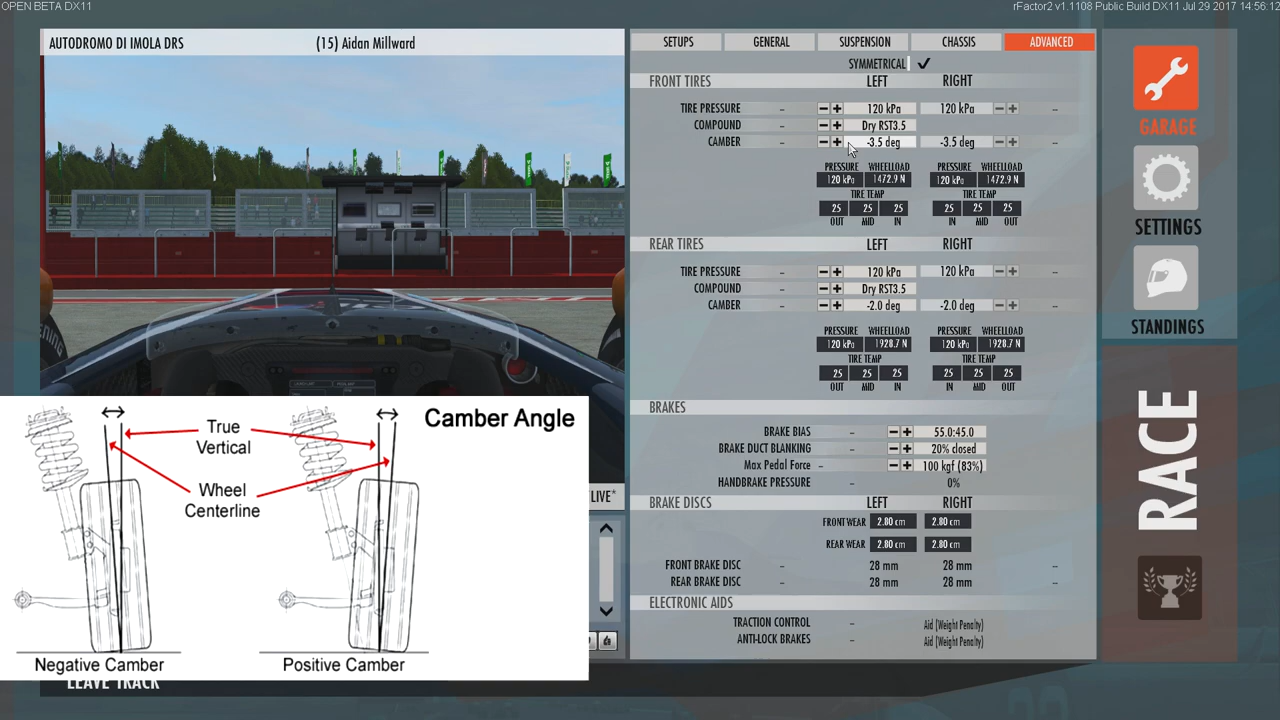 OPEN BETA DX11
rFactor2 v1.1108 Public Build DX11 Jul 29 2017 14:56:12
AUTODROMO DI IMOLA DRS
(15) Aidan Millward
SETUPS GENERAL SUSPENSION CHASSIS ADVANCED
SYMMETRICAL ✓
FRONT TIRES LEFT RIGHT
TIRE PRESSURE – 120 kPa 120 kPa --
COMPOUND – Dry RST3.5
CAMBER – -3.5 deg -3.5 deg --
PRESSURE WHEELLOAD PRESSURE WHEELLOAD
120 kPa 1472.9 N 120 kPa 1472.9 N
TIRE TEMP TIRE TEMP
25 25 25 25 25 25
OUT MID IN IN MID OUT
REAR TIRES LEFT RIGHT
TIRE PRESSURE – 120 kPa 120 kPa --
COMPOUND – Dry RST3.5
CAMBER – -2.0 deg -2.0 deg --
PRESSURE WHEELLOAD PRESSURE WHEELLOAD
120 kPa 1928.7 N 120 kPa 1928.7 N
TIRE TEMP TIRE TEMP
25 25 25 25 25 25
OUT MID IN IN MID OUT
BRAKES
BRAKE BIAS – 55.0:45.0
BRAKE DUCT BLANKING – 20% closed
Max Pedal Force – 100 kgf (83%)
HANDBRAKE PRESSURE – 0%
BRAKE DISCS LEFT RIGHT
FRONT WEAR 2.80 cm 2.80 cm
REAR WEAR 2.80 cm 2.80 cm
FRONT BRAKE DISC – 28 mm 28 mm --
REAR BRAKE DISC – 28 mm 28 mm --
ELECTRONIC AIDS
TRACTION CONTROL – Aid (Weight Penalty)
ANTI-LOCK BRAKES – Aid (Weight Penalty)
GARAGE
SETTINGS
STANDINGS
RACE
LIVE*
Camber Angle
True
Vertical
Wheel
Centerline
Negative Camber
Positive Camber
LEAVE TRACK